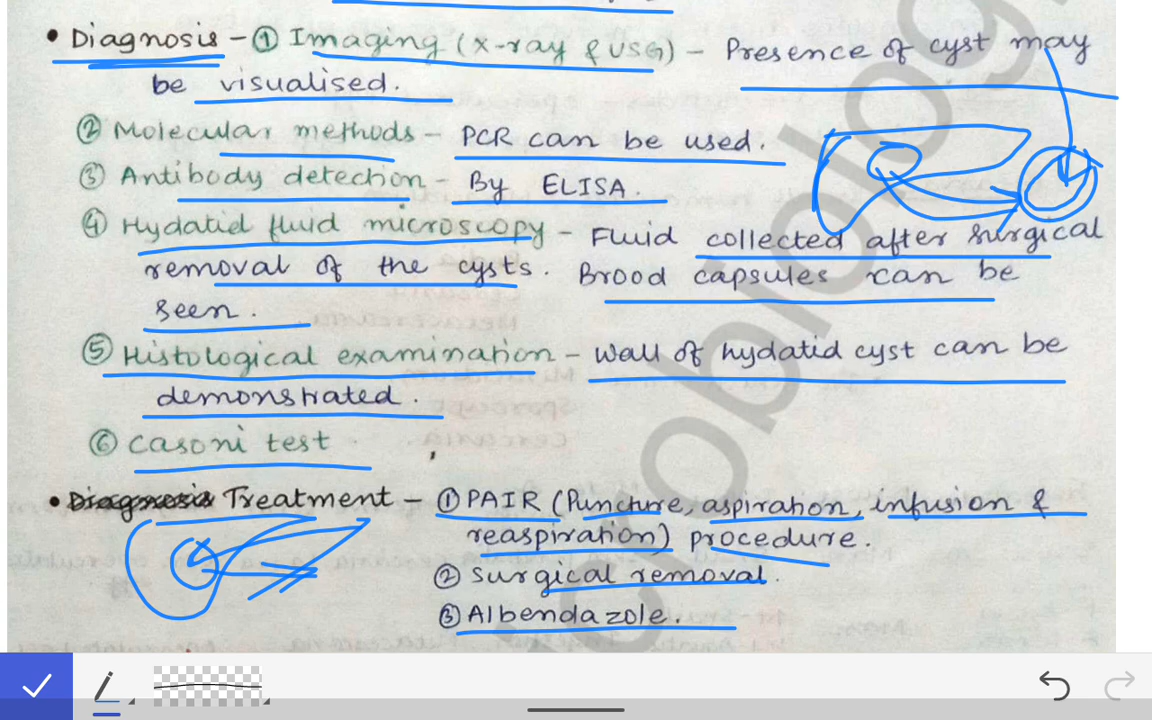 • Diagnosis - ① Imaging (X-ray & USG) - Presence of cyst may
be visualised.
② Molecular methods - PCR can be used.
③ Antibody detection - By ELISA.
④ Hydatid fluid microscopy - Fluid collected after surgical
removal of the cysts. Brood capsules can be
seen.
⑤ Histological examination - Wall of hydatid cyst can be
demonstrated.
⑥ Casoni test
• Diagnosis Treatment - ① PAIR (Puncture, aspiration, infusion &
reaspiration) procedure.
② Surgical removal.
③ Albendazole.